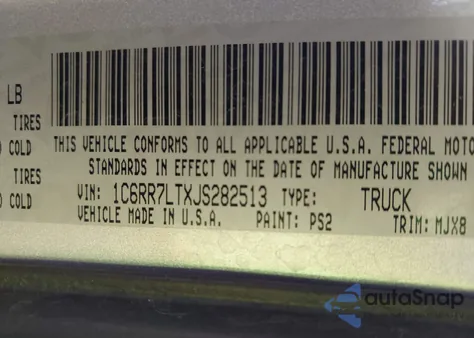 LB
TIRES
COLD
THIS VEHICLE CONFORMS TO ALL APPLICABLE U.S.A. FEDERAL MOTO
STANDARDS IN EFFECT ON THE DATE OF MANUFACTURE SHOWN
TIRES
VIN: 1C6RR7LTXJS282513 TYPE: TRUCK
COLD
VEHICLE MADE IN U.S.A. PAINT: PS2 TRIM: MJX8
autoSnap